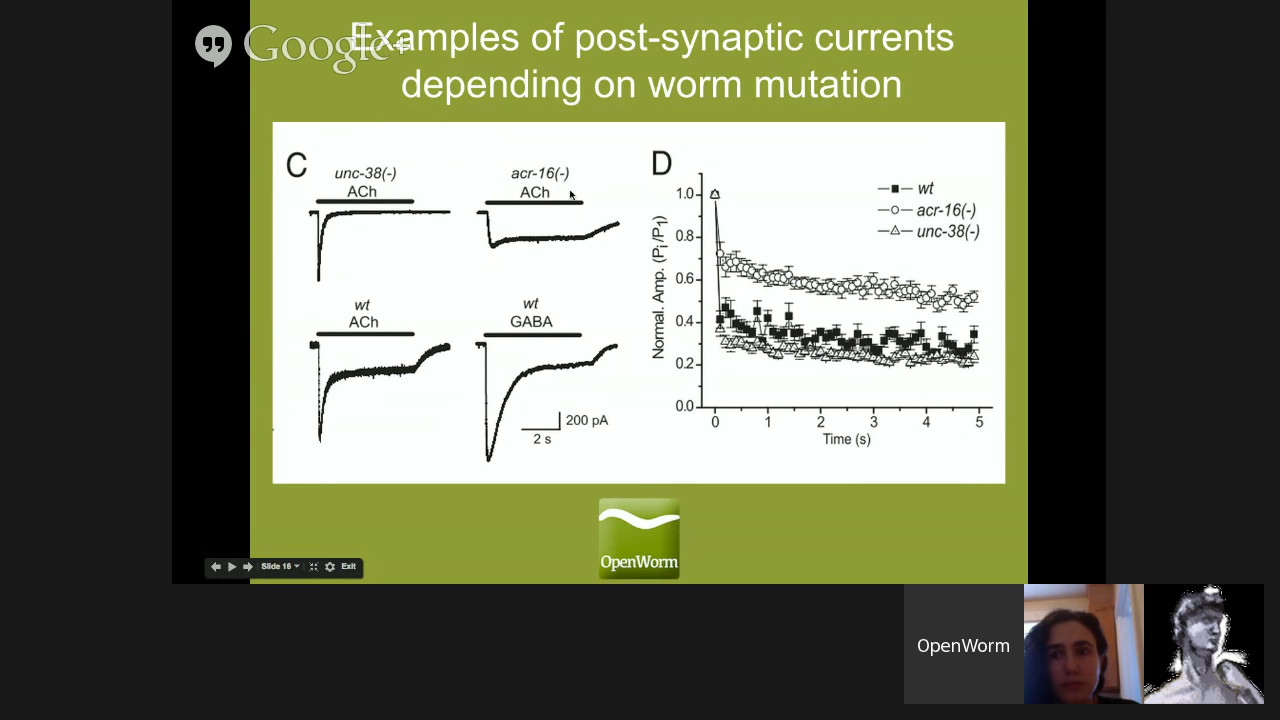 Google+
Examples of post-synaptic currents
depending on worm mutation
C
unc-38(-)
ACh
acr-16(-)
ACh
wt
ACh
wt
GABA
200 pA
2 s
D
Normal. Amp. (Pi/P1)
1.0
0.8
0.6
0.4
0.2
0.0
wt
acr-16(-)
unc-38(-)
0 1 2 3 4 5
Time (s)
OpenWorm
Slide 16
Exit
OpenWorm